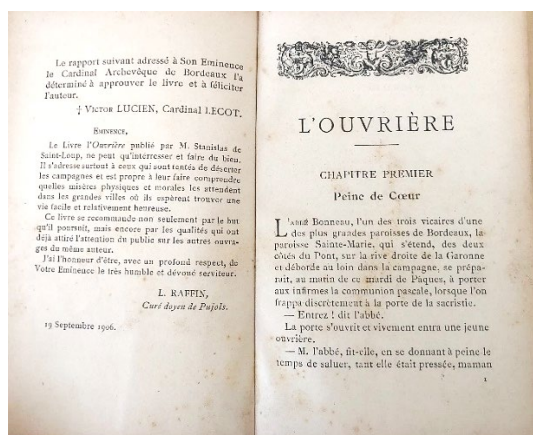 Le rapport suivant adressé à Son Eminence
le Cardinal Archevêque de Bordeaux l'a
déterminé à approuver le livre et à féliciter
l'auteur.
† Victor LUCIEN, Cardinal LECOT.
Eminence,
Le Livre l'Ouvrière publié par M. Stanislas de
Saint-Loup, ne peut qu'intéresser et faire du bien.
Il s'adresse surtout à ceux qui sont tentés de déserter
les campagnes et est propre à leur faire comprendre
quelles misères physiques et morales les attendent
dans les grandes villes où ils espèrent trouver une
vie facile et relativement heureuse.
Ce livre se recommande non seulement par le but
qu'il poursuit, mais encore par les qualités qui ont
déjà attiré l'attention du public sur les autres ouvra-
ges du même auteur.
J'ai l'honneur d'être, avec un profond respect, de
Votre Eminence le très humble et dévoué serviteur.
L. RAFFIN,
Curé doyen de Pujols.
19 Septembre 1906.
L'OUVRIÈRE
CHAPITRE PREMIER
Peine de Cœur
L'abbé Bonneau, l'un des trois vicaires d'une
des plus grandes paroisses de Bordeaux, la
paroisse Sainte-Marie, qui s'étend, des deux
côtés du Pont, sur la rive droite de la Garonne
et déborde au loin dans la campagne, se prépa-
rait, au matin de ce mardi de Pâques, à porter
aux infirmes la communion pascale, lorsque l'on
frappa discrètement à la porte de la sacristie.
— Entrez ! dit l'abbé.
La porte s'ouvrit et vivement entra une jeune
ouvrière.
— M. l'abbé, fit-elle, en se donnant à peine le
temps de saluer, tant elle était pressée, maman
1